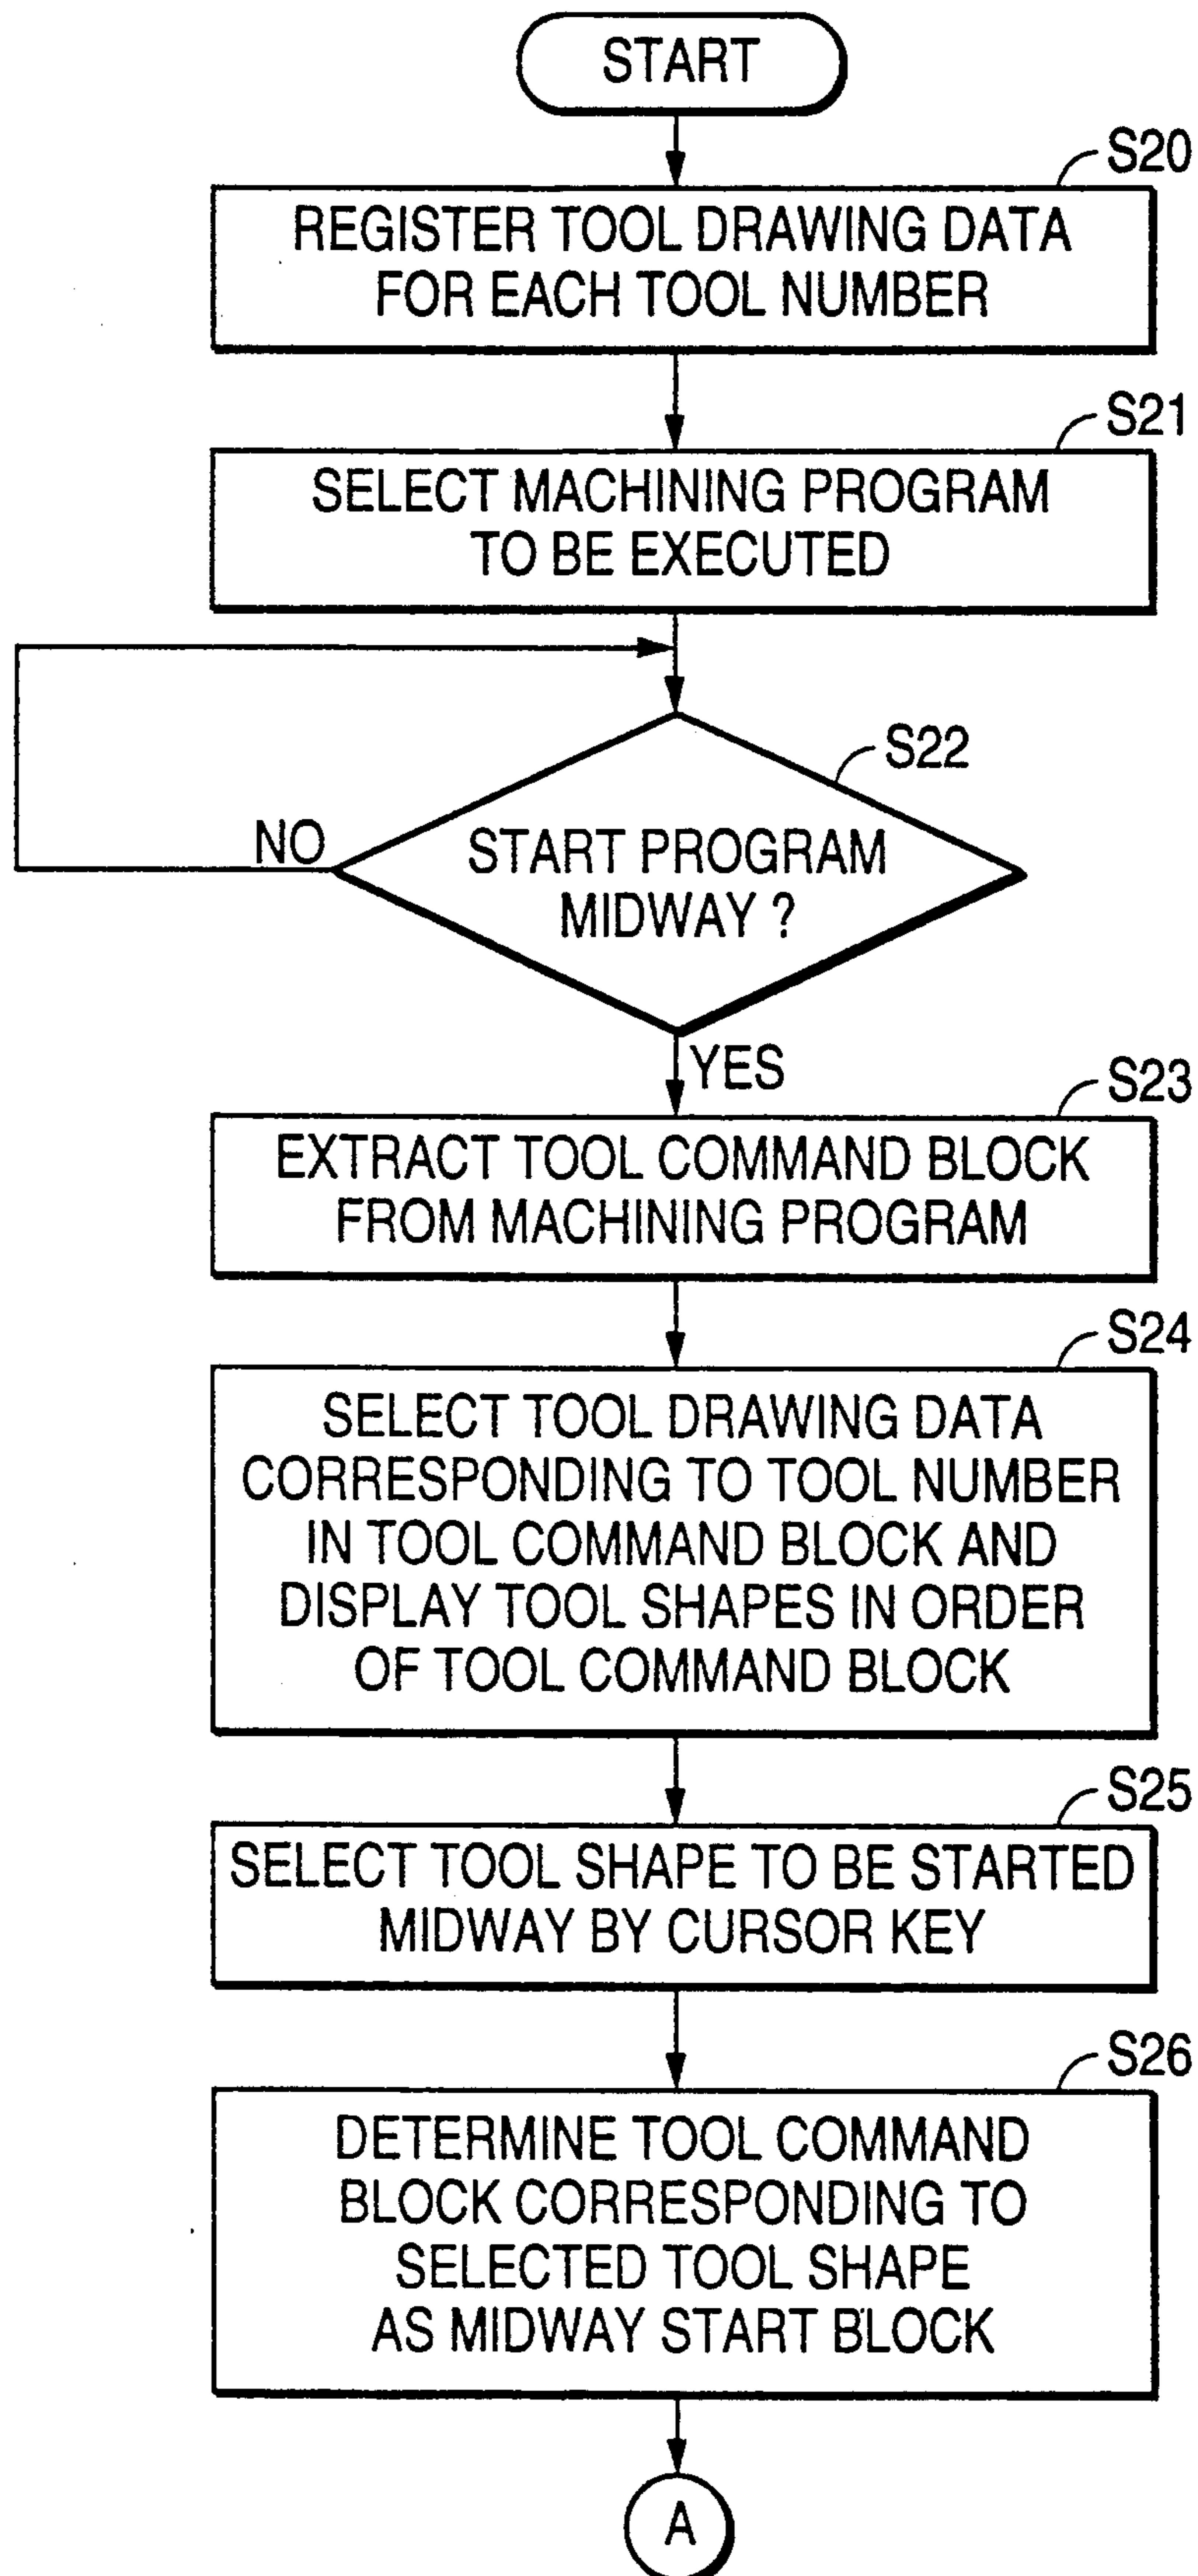 START
S20
REGISTER TOOL DRAWING DATA
FOR EACH TOOL NUMBER
S21
SELECT MACHINING PROGRAM
TO BE EXECUTED
S22
NO
START PROGRAM
MIDWAY ?
YES
S23
EXTRACT TOOL COMMAND BLOCK
FROM MACHINING PROGRAM
S24
SELECT TOOL DRAWING DATA
CORRESPONDING TO TOOL NUMBER
IN TOOL COMMAND BLOCK AND
DISPLAY TOOL SHAPES IN ORDER
OF TOOL COMMAND BLOCK
S25
SELECT TOOL SHAPE TO BE STARTED
MIDWAY BY CURSOR KEY
S26
DETERMINE TOOL COMMAND
BLOCK CORRESPONDING TO
SELECTED TOOL SHAPE
AS MIDWAY START BLOCK
A